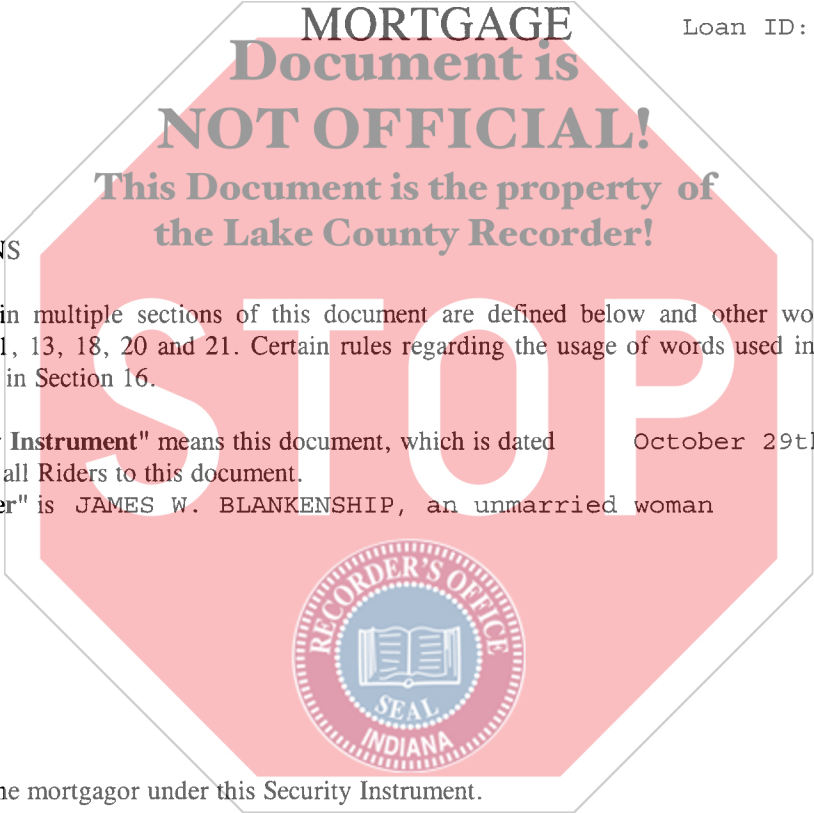 MORTGAGE
Loan ID:
Document is
NOT OFFICIAL!
This Document is the property of
the Lake County Recorder!
NS
in multiple sections of this document are defined below and other wo
1, 13, 18, 20 and 21. Certain rules regarding the usage of words used in
in Section 16.
Instrument" means this document, which is dated October 29th
all Riders to this document.
er" is JAMES W. BLANKENSHIP, an unmarried woman
STOP
RECORDER'S OFFICE
SEAL
INDIANA
he mortgagor under this Security Instrument.